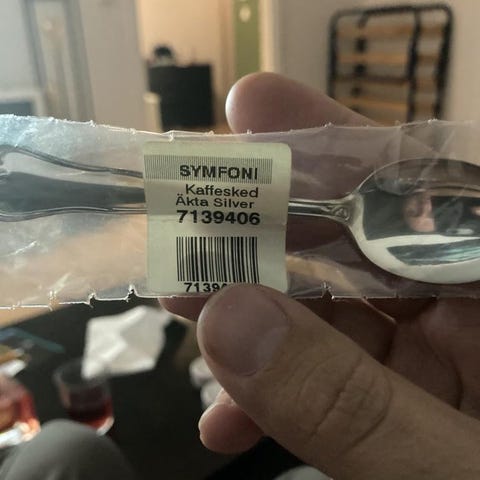 SYMFONI
Kaffesked
Äkta Silver
7139406